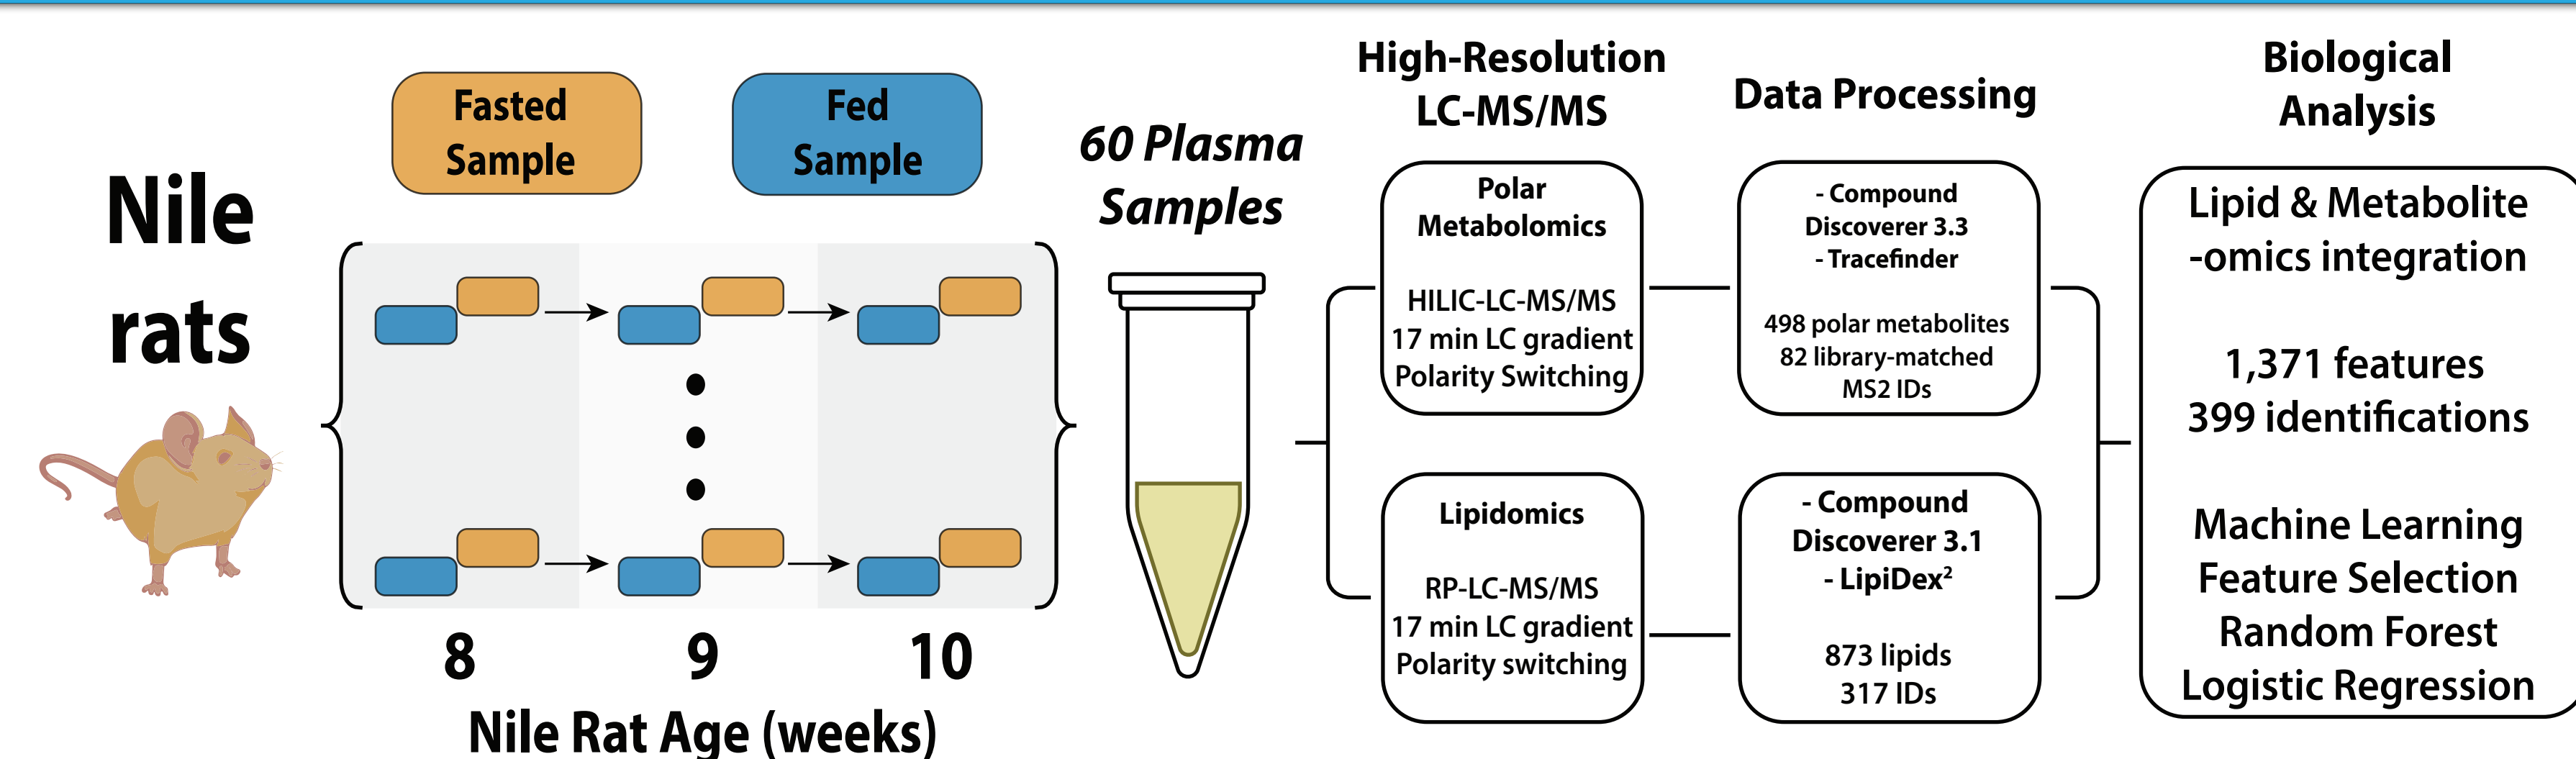 Nile
rats
Fasted
Sample
Fed
Sample
8
9
10
Nile Rat Age (weeks)
60 Plasma
Samples
High-Resolution
LC-MS/MS
Polar
Metabolomics
HILIC-LC-MS/MS
17 min LC gradient
Polarity Switching
Lipidomics
RP-LC-MS/MS
17 min LC gradient
Polarity switching
Data Processing
- Compound
Discoverer 3.3
- Tracefinder
498 polar metabolites
82 library-matched
MS2 IDs
- Compound
Discoverer 3.1
- LipiDex²
873 lipids
317 IDs
Biological
Analysis
Lipid & Metabolite
-omics integration
1,371 features
399 identifications
Machine Learning
Feature Selection
Random Forest
Logistic Regression